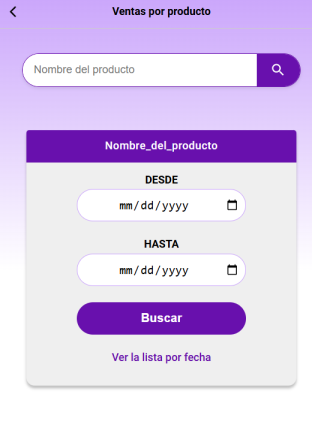 Ventas por producto
Nombre del producto
Nombre_del_producto
DESDE
mm/dd/yyyy
HASTA
mm/dd/yyyy
Buscar
Ver la lista por fecha